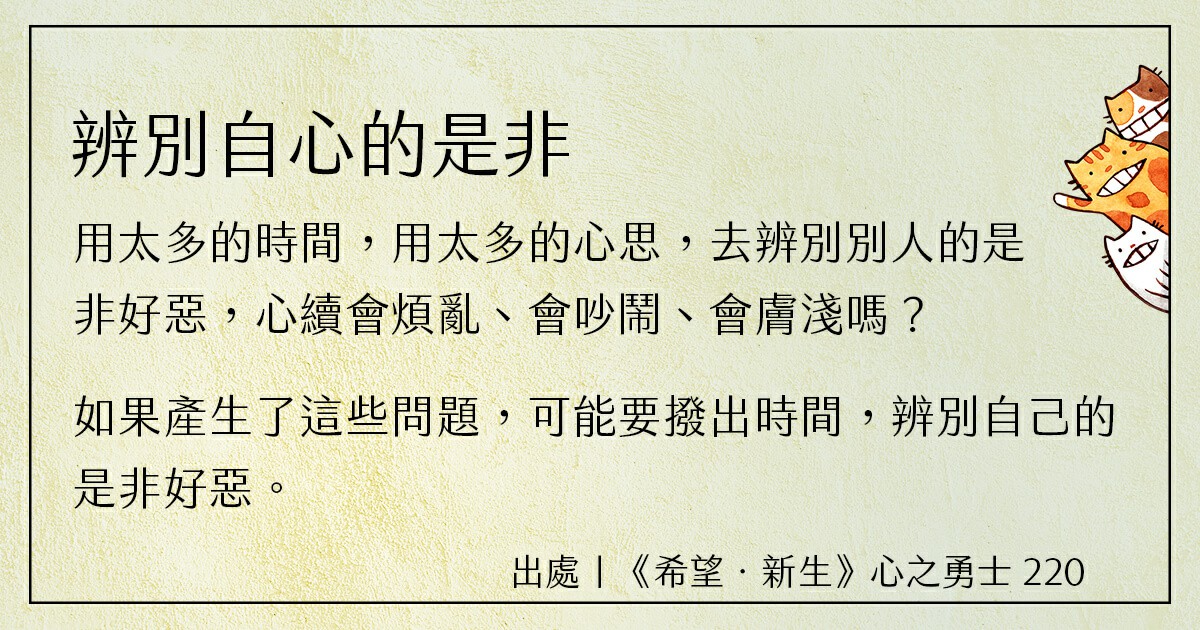 辨別自心的是非
用太多的時間，用太多的心思，去辨別別人的是
非好惡，心續會煩亂、會吵鬧、會膚淺嗎？
如果產生了這些問題，可能要撥出時間，辨別自己的
是非好惡。
出處｜《希望．新生》心之勇士 220